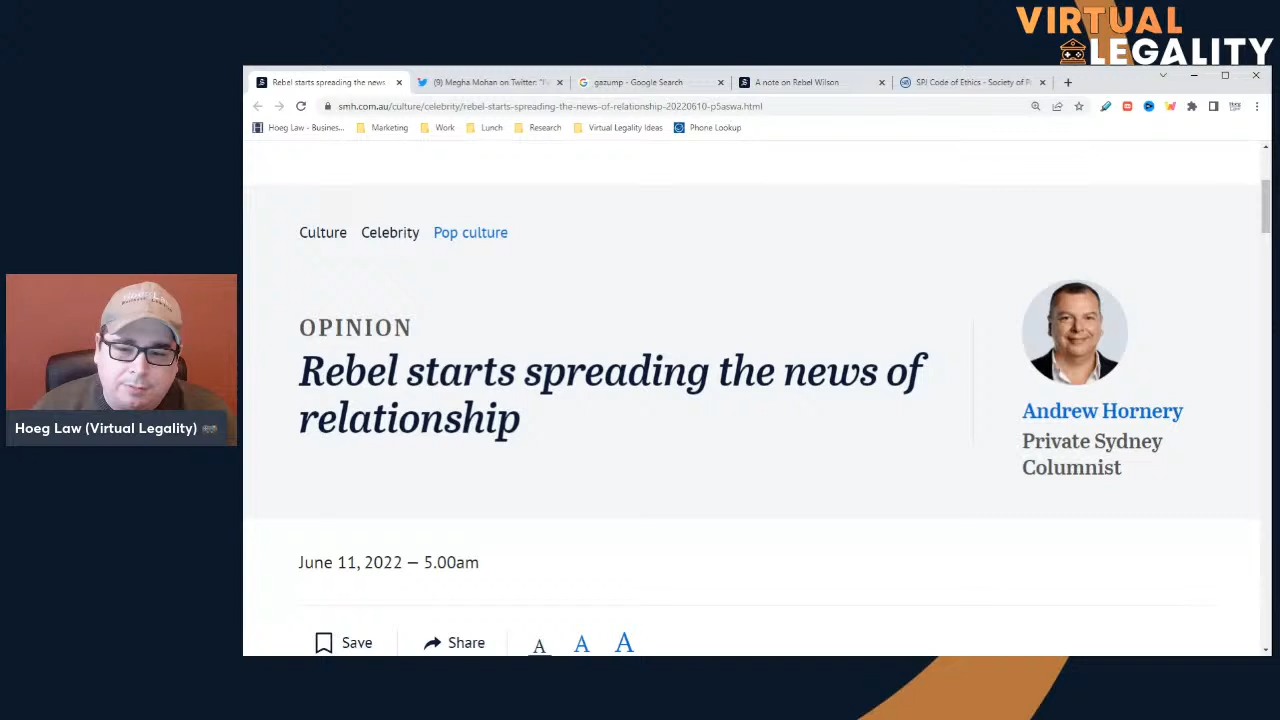 VIRTUAL
LEGALITY
Rebel starts spreading the news
(9) Megha Mohan on Twitter: "I'v
gazump - Google Search
A note on Rebel Wilson
SPJ Code of Ethics - Society of P
smh.com.au/culture/celebrity/rebel-starts-spreading-the-news-of-relationship-20220610-p5aswa.html
Hoeg Law - Busines...
Marketing
Work
Lunch
Research
Virtual Legality Ideas
Phone Lookup
Culture Celebrity Pop culture
OPINION
Rebel starts spreading the news of
relationship
Andrew Hornery
Private Sydney
Columnist
Hoeg Law (Virtual Legality)
June 11, 2022 — 5.00am
Save
Share
A A A